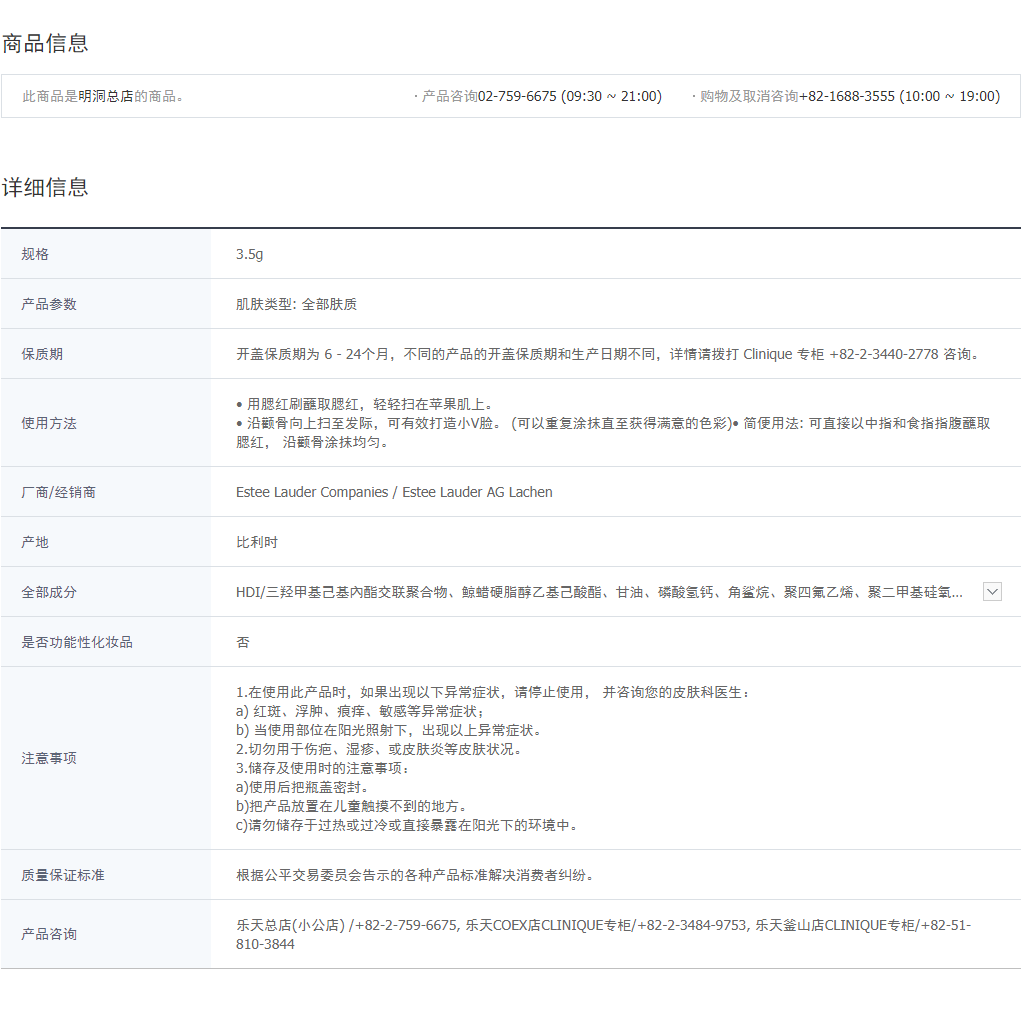 商品信息
此商品是明洞总店的商品。 · 产品咨询02-759-6675 (09:30 ~ 21:00) · 购物及取消咨询+82-1688-3555 (10:00 ~ 19:00)
详细信息
规格 3.5g
产品参数 肌肤类型: 全部肤质
保质期 开盖保质期为 6 - 24个月，不同的产品的开盖保质期和生产日期不同，详情请拨打 Clinique 专柜 +82-2-3440-2778 咨询。
使用方法
• 用腮红刷蘸取腮红，轻轻扫在苹果肌上。
• 沿颧骨向上扫至发际，可有效打造小V脸。 (可以重复涂抹直至获得满意的色彩)• 简便用法: 可直接以中指和食指指腹蘸取
腮红， 沿颧骨涂抹均匀。
厂商/经销商 Estee Lauder Companies / Estee Lauder AG Lachen
产地 比利时
全部成分 HDI/三羟甲基己基内酯交联聚合物、鲸蜡硬脂醇乙基己酸酯、甘油、磷酸氢钙、角鲨烷、聚四氟乙烯、聚二甲基硅氧...
是否功能性化妆品 否
注意事项
1.在使用此产品时，如果出现以下异常症状，请停止使用， 并咨询您的皮肤科医生：
a) 红斑、浮肿、痕痒、敏感等异常症状；
b) 当使用部位在阳光照射下，出现以上异常症状。
2.切勿用于伤疤、湿疹、或皮肤炎等皮肤状况。
3.储存及使用时的注意事项：
a)使用后把瓶盖密封。
b)把产品放置在儿童触摸不到的地方。
c)请勿储存于过热或过冷或直接暴露在阳光下的环境中。
质量保证标准 根据公平交易委员会告示的各种产品标准解决消费者纠纷。
产品咨询
乐天总店(小公店) /+82-2-759-6675, 乐天COEX店CLINIQUE专柜/+82-2-3484-9753, 乐天釜山店CLINIQUE专柜/+82-51-
810-3844